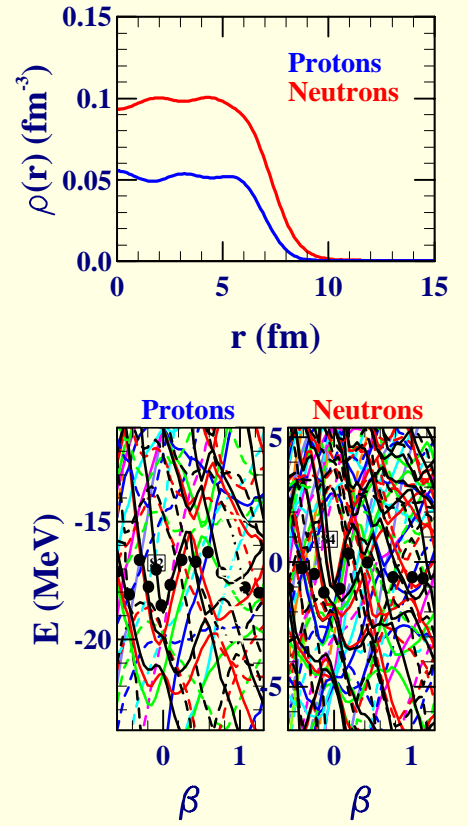 0.15
Protons
Neutrons
0.1
0.05
0.0
ρ(r) (fm⁻³)
0 5 10 15
r (fm)
Protons Neutrons
5
-15
82
0
-20
-5
E (MeV)
0 1 0 1
β β